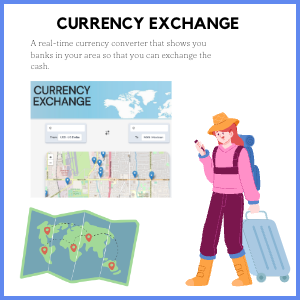 CURRENCY EXCHANGE
A real-time currency converter that shows you
banks in your area so that you can exchange the
cash.
CURRENCY
EXCHANGE